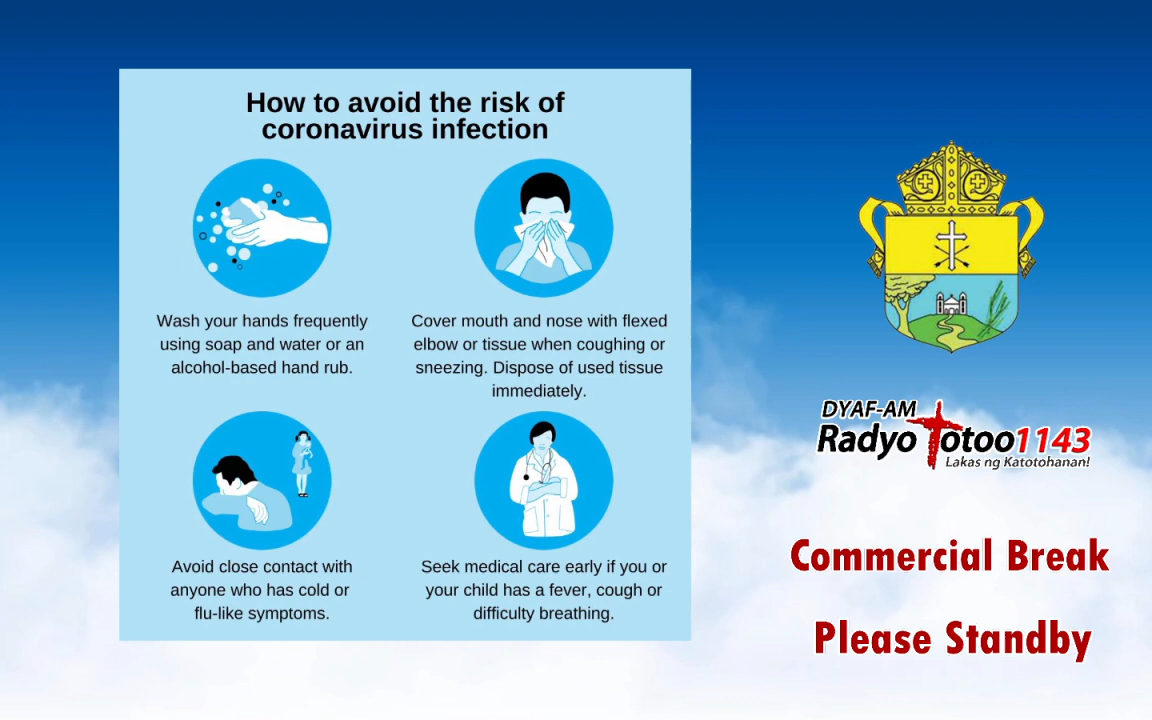 How to avoid the risk of
coronavirus infection
Wash your hands frequently
using soap and water or an
alcohol-based hand rub.
Cover mouth and nose with flexed
elbow or tissue when coughing or
sneezing. Dispose of used tissue
immediately.
Avoid close contact with
anyone who has cold or
flu-like symptoms.
Seek medical care early if you or
your child has a fever, cough or
difficulty breathing.
DYAF-AM
Radyo Totoo 1143
Lakas ng Katotohanan!
Commercial Break
Please Standby